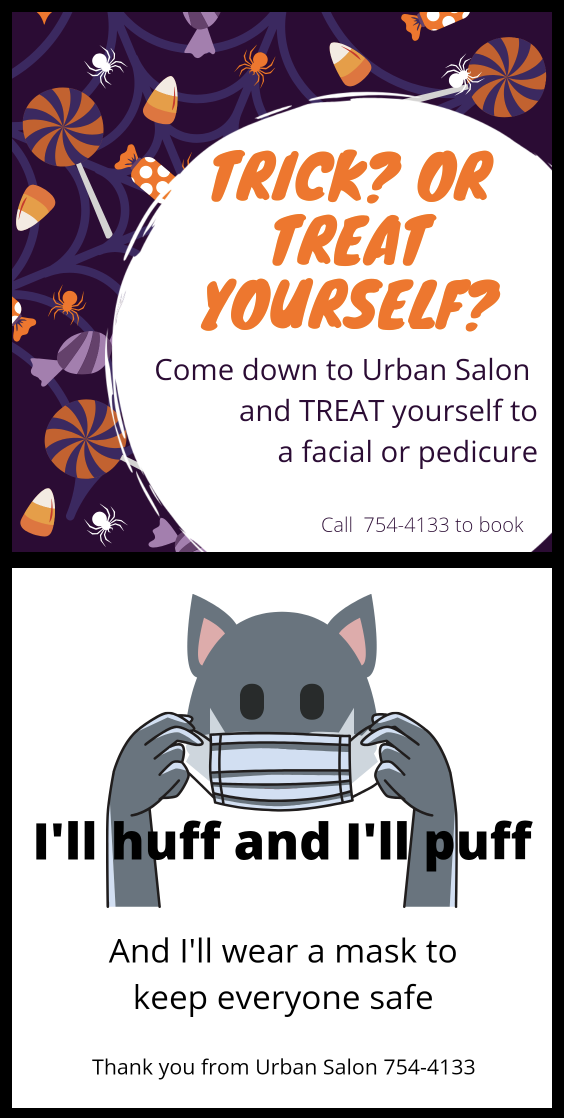 TRICK? OR
TREAT
YOURSELF?
Come down to Urban Salon
and TREAT yourself to
a facial or pedicure
Call 754-4133 to book
I'll huff and I'll puff
And I'll wear a mask to
keep everyone safe
Thank you from Urban Salon 754-4133